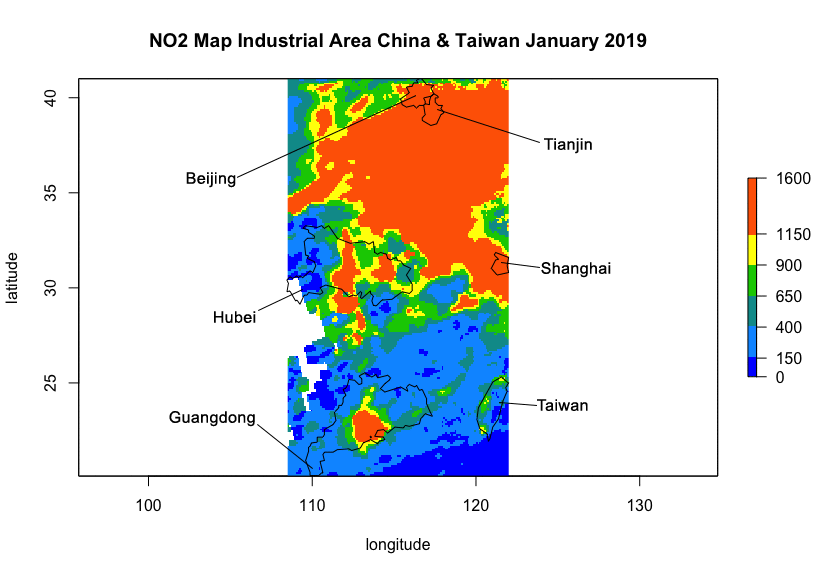 NO2 Map Industrial Area China & Taiwan January 2019
latitude
40
35
30
25
Beijing
Tianjin
Shanghai
Hubei
Taiwan
Guangdong
1600
1150
900
650
400
150
0
100 110 120 130
longitude